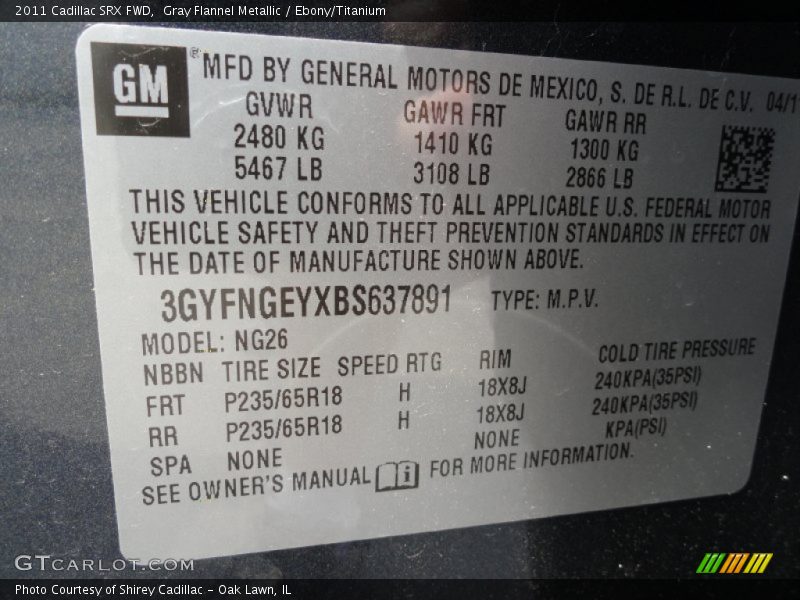 2011 Cadillac SRX FWD,  Gray Flannel Metallic / Ebony/Titanium
GM ® MFD BY GENERAL MOTORS DE MEXICO, S. DE R.L. DE C.V. 04/1
GVWR GAWR FRT GAWR RR
2480 KG 1410 KG 1300 KG
5467 LB 3108 LB 2866 LB
THIS VEHICLE CONFORMS TO ALL APPLICABLE U.S. FEDERAL MOTOR
VEHICLE SAFETY AND THEFT PREVENTION STANDARDS IN EFFECT ON
THE DATE OF MANUFACTURE SHOWN ABOVE.
3GYFNGEYXBS637891 TYPE: M.P.V.
MODEL: NG26
NBBN TIRE SIZE SPEED RTG RIM COLD TIRE PRESSURE
FRT P235/65R18 H 18X8J 240KPA(35PSI)
RR P235/65R18 H 18X8J 240KPA(35PSI)
SPA NONE NONE KPA(PSI)
SEE OWNER'S MANUAL i FOR MORE INFORMATION.
GTCARLOT.COM
Photo Courtesy of Shirey Cadillac - Oak Lawn, IL